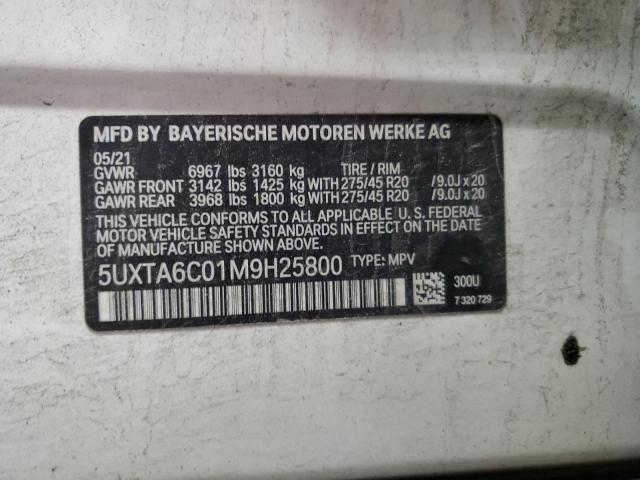 MFD BY BAYERISCHE MOTOREN WERKE AG
05/21
GVWR 6967 lbs 3160 kg TIRE / RIM
GAWR FRONT 3142 lbs 1425 kg WITH 275/45 R20 /9.0J x 20
GAWR REAR 3968 lbs 1800 kg WITH 275/45 R20 /9.0J x 20
THIS VEHICLE CONFORMS TO ALL APPLICABLE U.S. FEDERAL
MOTOR VEHICLE SAFETY STANDARDS IN EFFECT ON THE DATE
OF MANUFACTURE SHOWN ABOVE.
5UXTA6C01M9H25800 TYPE: MPV
300U
7 320 729